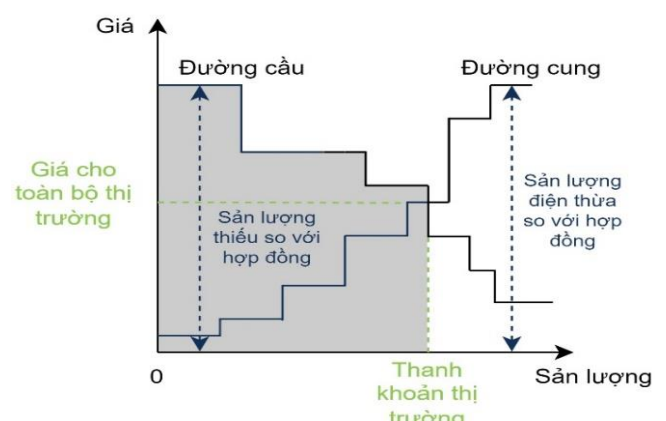 Giá
Đường cầu
Đường cung
Giá cho
toàn bộ thị
trường
Sản lượng
thiếu so với
hợp đồng
Sản lượng
điện thừa
so với hợp
đồng
0
Thanh
khoản thị
trường
Sản lượng